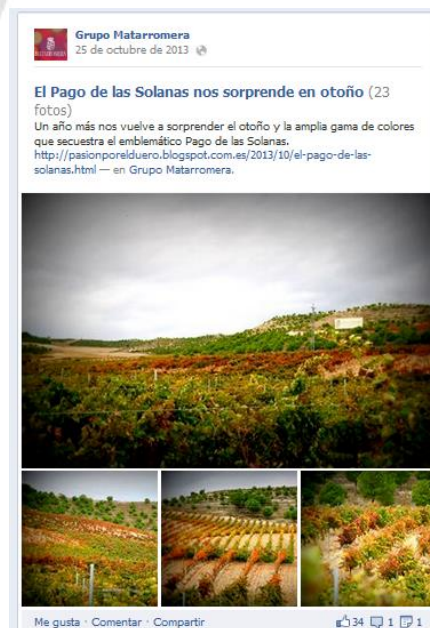 Grupo Matarromera
25 de octubre de 2013
El Pago de las Solanas nos sorprende en otoño (23
fotos)
Un año más nos vuelve a sorprender el otoño y la amplia gama de colores
que secuestra el emblemático Pago de las Solanas.
http://pasionporelduero.blogspot.com.es/2013/10/el-pago-de-las-
solanas.html — en Grupo Matarromera.
Me gusta · Comentar · Compartir 34 1 1